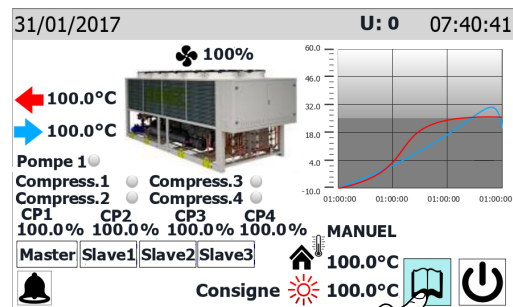 31/01/2017 U: 0 07:40:41
100%
100.0°C
100.0°C
Pompe 1
Compress.1 Compress.3
Compress.2 Compress.4
CP1 CP2 CP3 CP4
100.0% 100.0% 100.0% 100.0%
Master Slave1 Slave2 Slave3
60.0
46.0
32.0
18.0
4.0
-10.0
01:00:00 01:00:00 01:00:00 01:00:00
MANUEL
100.0°C
Consigne 100.0°C